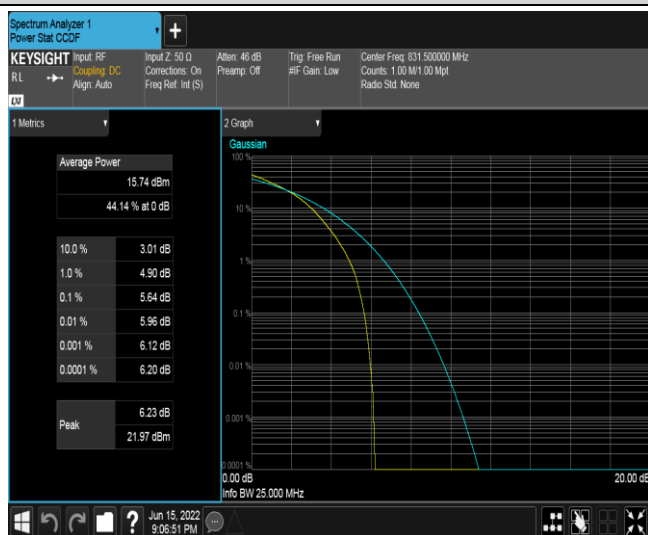 Spectrum Analyzer 1
Power Stat CCDF
KEYSIGHT
R L
LXI
Input: RF
Coupling: DC
Align: Auto
Input Z: 50 Ω
Corrections: On
Freq Ref: Int (S)
Atten: 46 dB
Preamp: Off
Trig: Free Run
#IF Gain: Low
Center Freq: 831.500000 MHz
Counts: 1.00 M/1.00 Mpt
Radio Std: None
1 Metrics
Average Power
15.74 dBm
44.14 % at 0 dB
10.0 % 3.01 dB
1.0 % 4.90 dB
0.1 % 5.64 dB
0.01 % 5.96 dB
0.001 % 6.12 dB
0.0001 % 6.20 dB
Peak
6.23 dB
21.97 dBm
2 Graph
Gaussian
100 %
10 %
1 %
0.1 %
0.01 %
0.001 %
0.0001 %
0.00 dB 20.00 dB
Info BW 25.000 MHz
?
Jun 15, 2022
9:06:51 PM